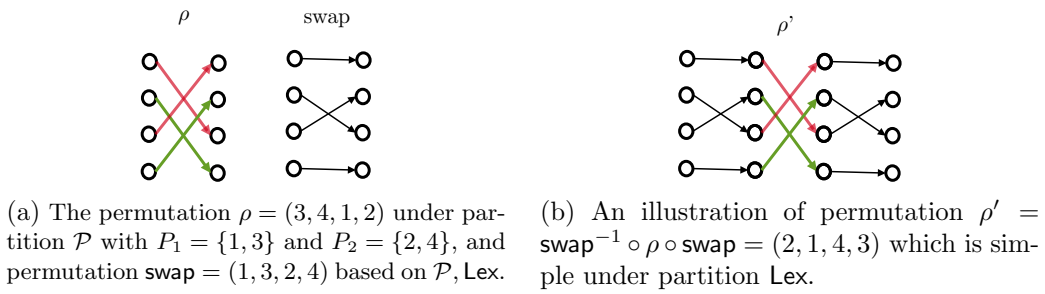 ρ swap
ρ’
(a) The permutation ρ = (3, 4, 1, 2) under par-
tition 𝒫 with P₁ = {1, 3} and P₂ = {2, 4}, and
permutation swap = (1, 3, 2, 4) based on 𝒫, Lex.
(b) An illustration of permutation ρ′ =
swap⁻¹ ∘ ρ ∘ swap = (2, 1, 4, 3) which is sim-
ple under partition Lex.